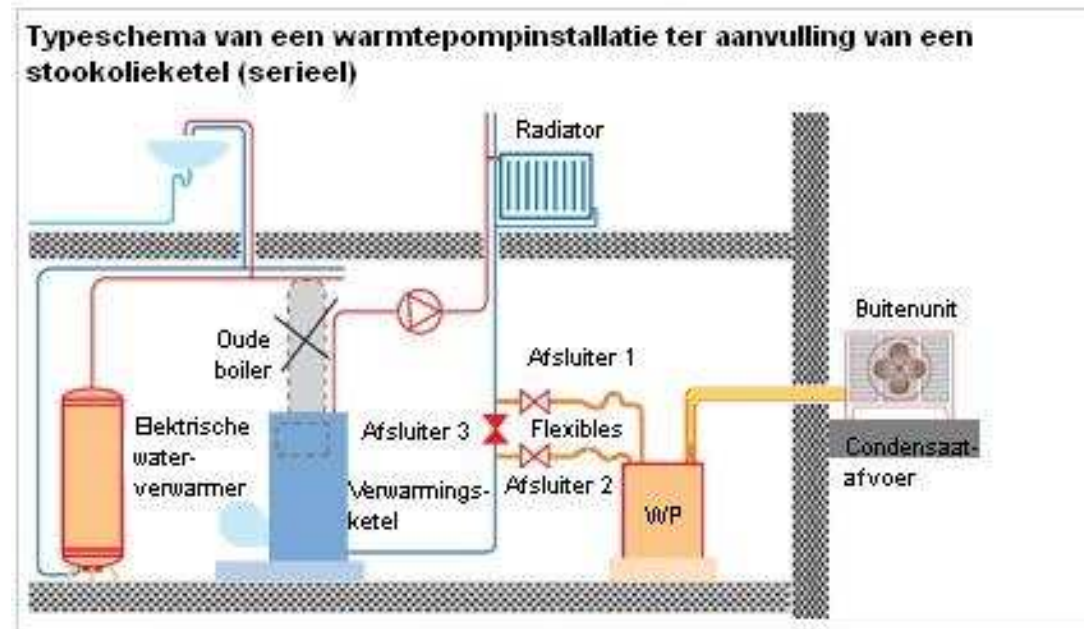 Typeschema van een warmtepompinstallatie ter aanvulling van een
stookolieketel (serieel)
Radiator
Buitenunit
Oude
boiler
Afsluiter 1
Elektrische
water-
verwarmer
Afsluiter 3
Flexibles
Condensaat-
afvoer
Verwarmings-
ketel
Afsluiter 2
WP